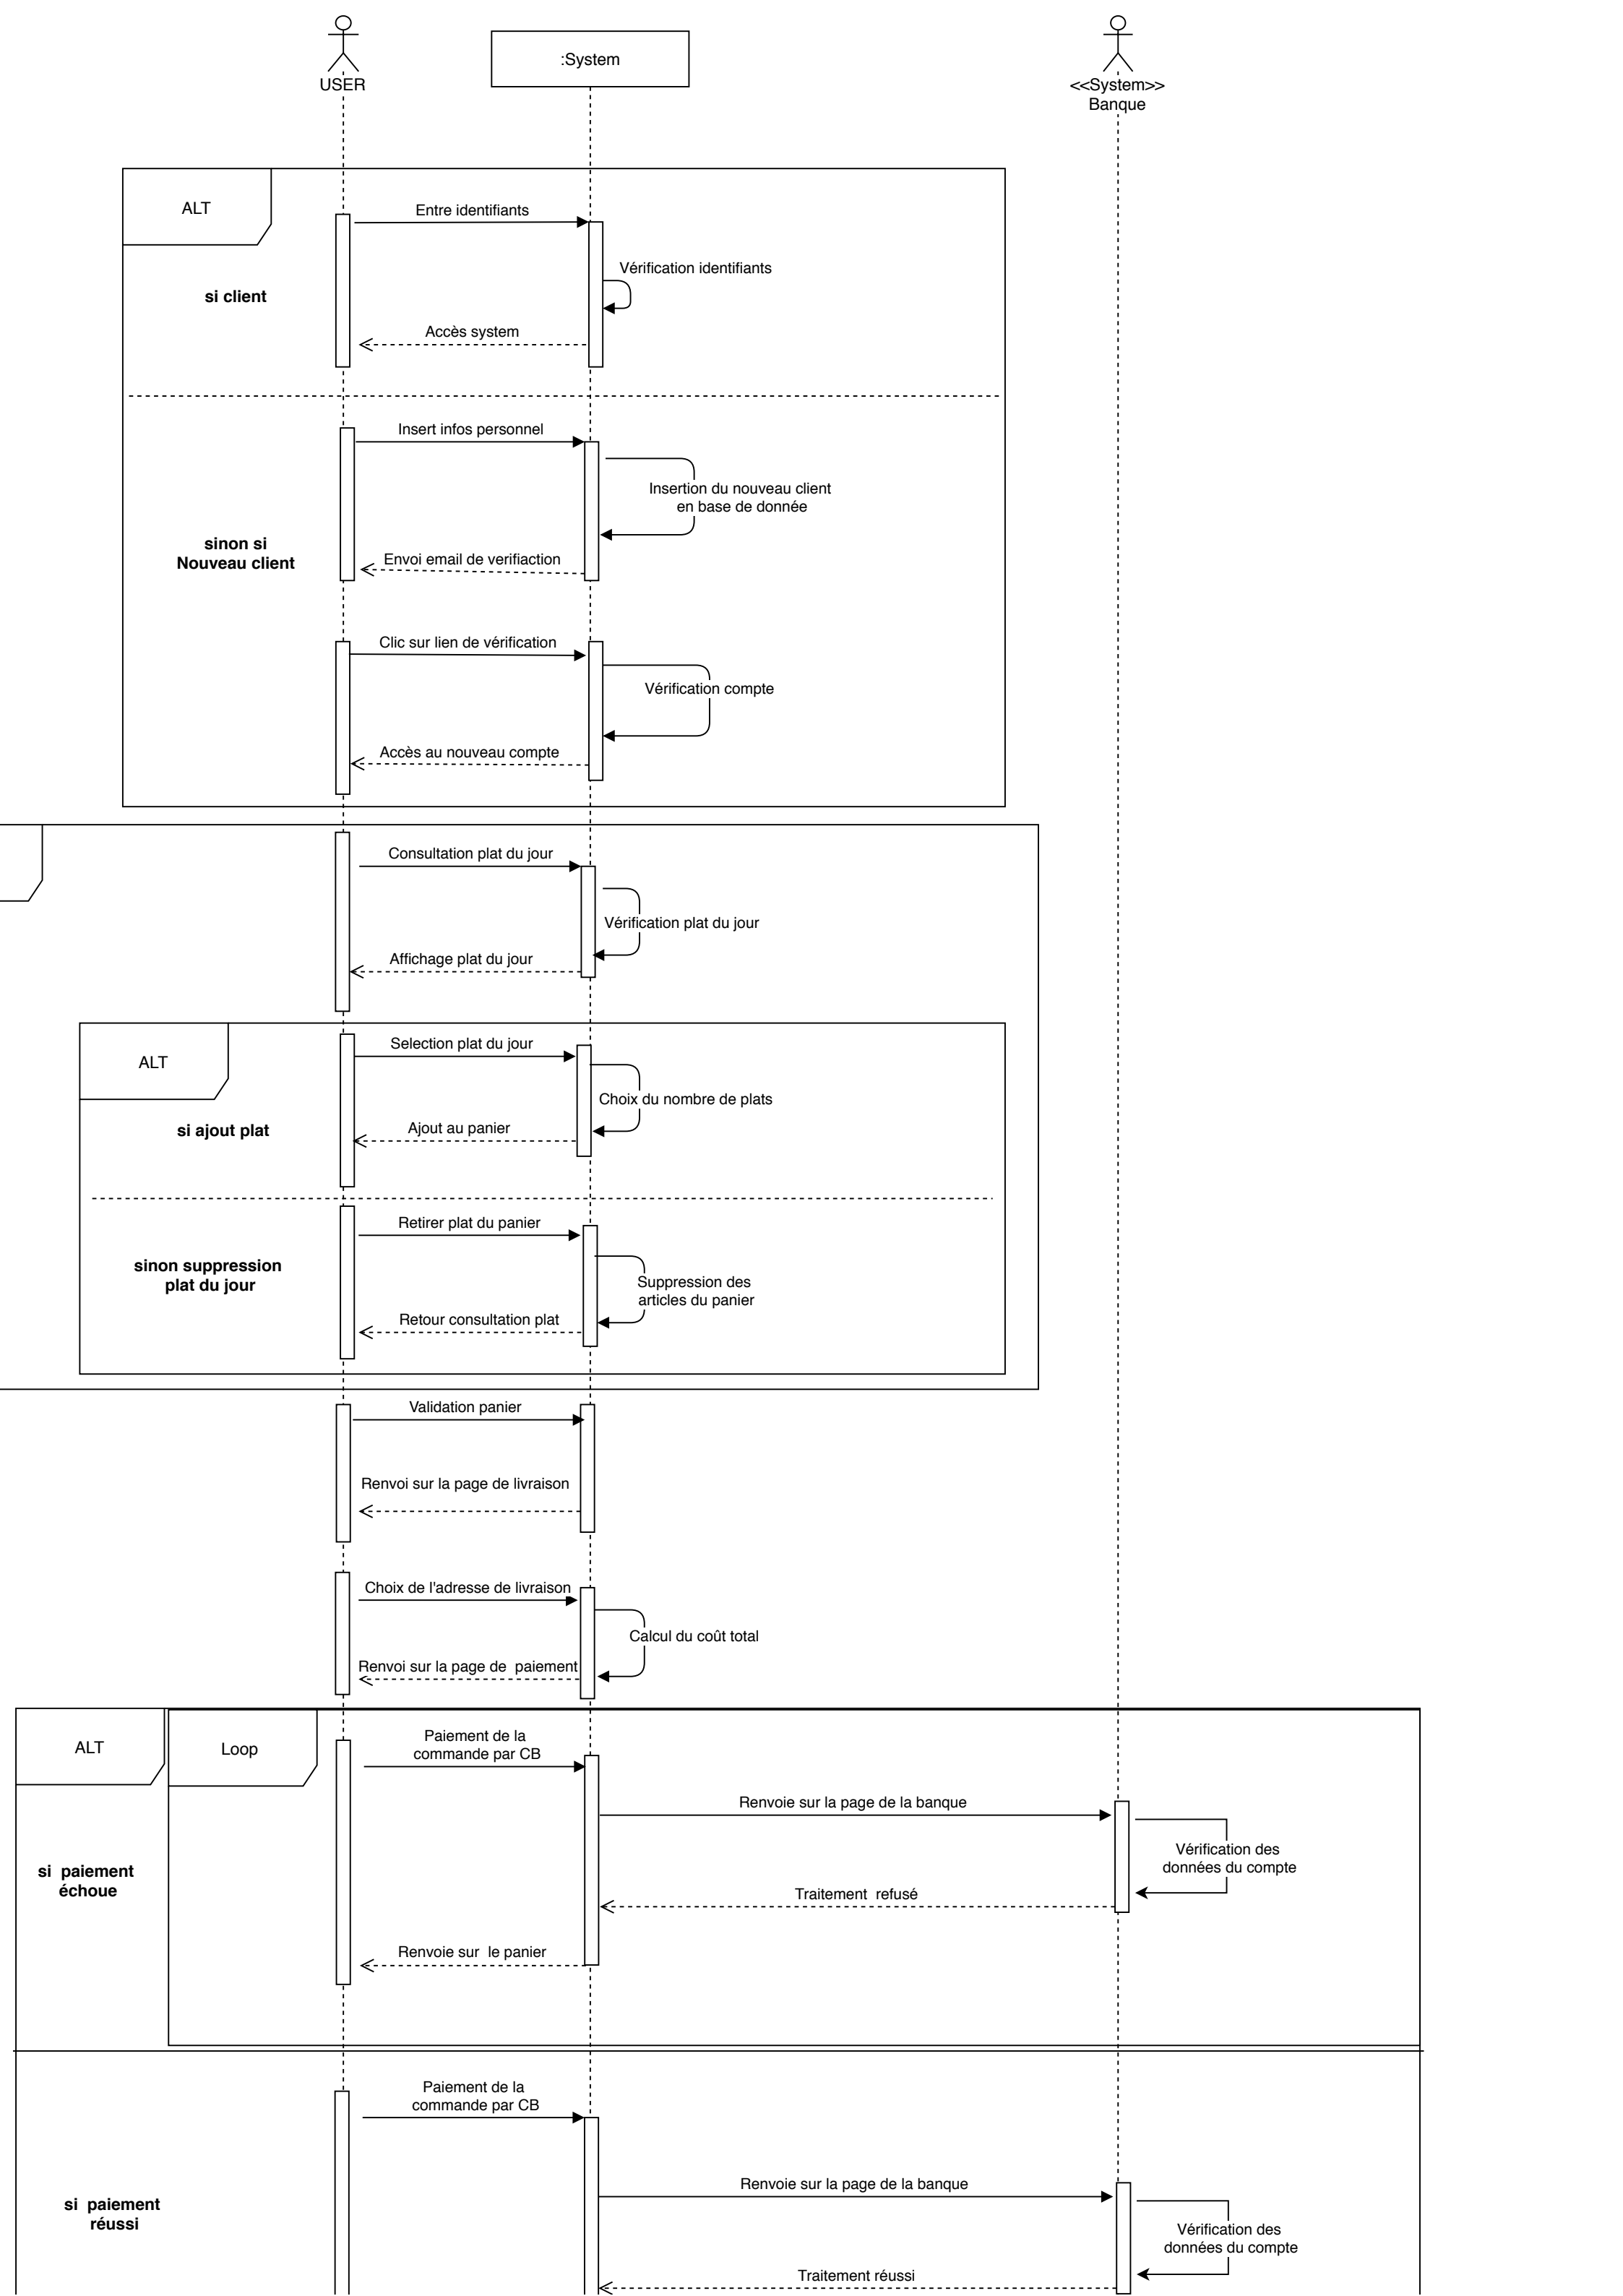 USER
:System
<<System>>
Banque
ALT
Entre identifiants
Vérification identifiants
si client
Accès system
Insert infos personnel
Insertion du nouveau client
en base de donnée
sinon si
Nouveau client
Envoi email de verifiaction
Clic sur lien de vérification
Vérification compte
Accès au nouveau compte
Consultation plat du jour
Vérification plat du jour
Affichage plat du jour
ALT
Selection plat du jour
Choix du nombre de plats
si ajout plat
Ajout au panier
Retirer plat du panier
sinon suppression
plat du jour
Suppression des
articles du panier
Retour consultation plat
Validation panier
Renvoi sur la page de livraison
Choix de l'adresse de livraison
Calcul du coût total
Renvoi sur la page de  paiement
ALT
Loop
Paiement de la
commande par CB
Renvoie sur la page de la banque
Vérification des
données du compte
si  paiement
échoue
Traitement  refusé
Renvoie sur  le panier
Paiement de la
commande par CB
Renvoie sur la page de la banque
si  paiement
réussi
Vérification des
données du compte
Traitement réussi